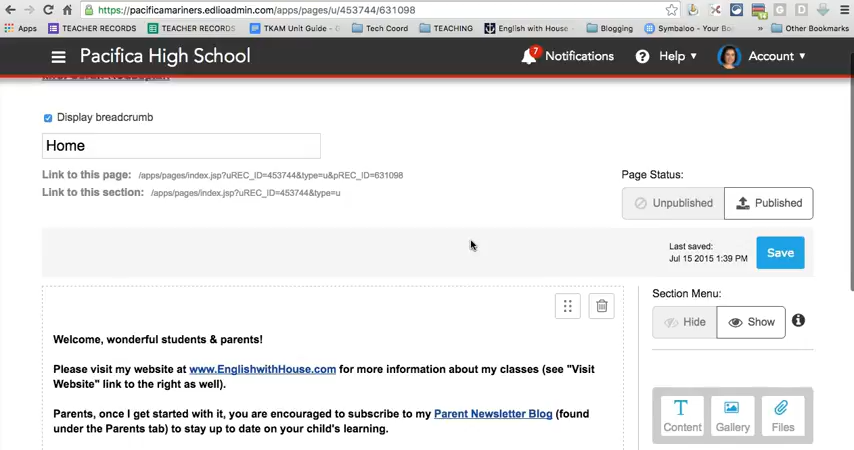 https://pacificamariners.edlioadmin.com/apps/pages/u/453744/631098
Apps TEACHER RECORDS TEACHER RECORDS TKAM Unit Guide - D Tech Coord TEACHING English with House Blogging Symbaloo - Your Bo » Other Bookmarks
Pacifica High School 7 Notifications Help Account
Display breadcrumb
Home
Link to this page: /apps/pages/index.jsp?uREC_ID=453744&type=u&pREC_ID=631098
Link to this section: /apps/pages/index.jsp?uREC_ID=453744&type=u
Page Status:
Unpublished Published
Last saved:
Jul 15 2015 1:39 PM
Save
Section Menu:
Hide Show
Welcome, wonderful students & parents!
Please visit my website at www.EnglishwithHouse.com for more information about my classes (see "Visit
Website" link to the right as well).
Parents, once I get started with it, you are encouraged to subscribe to my Parent Newsletter Blog (found
under the Parents tab) to stay up to date on your child's learning.
Content Gallery Files